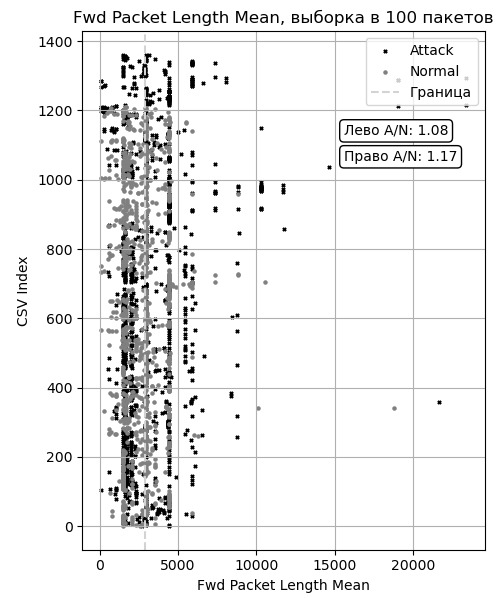 Fwd Packet Length Mean, выборка в 100 пакетов
Attack
Normal
Граница
Лево A/N: 1.08
Право A/N: 1.17
1400
1200
1000
800
600
400
200
0
CSV Index
0 5000 10000 15000 20000
Fwd Packet Length Mean